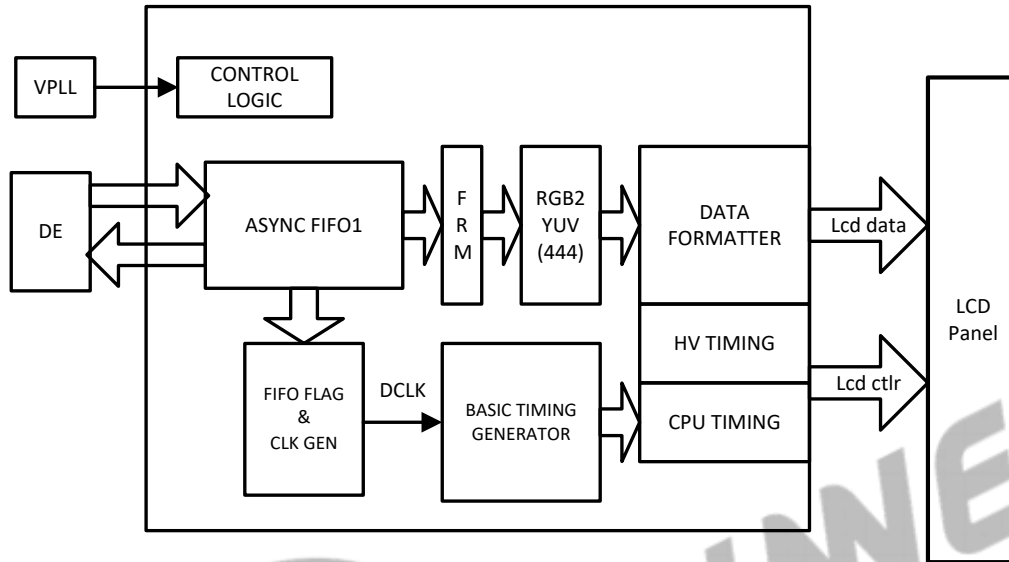 VPLL
CONTROL
LOGIC
DE
ASYNC FIFO1
F
R
M
RGB2
YUV
(444)
DATA
FORMATTER
Lcd data
LCD
Panel
HV TIMING
Lcd ctlr
CPU TIMING
FIFO FLAG
&
CLK GEN
DCLK
BASIC TIMING
GENERATOR